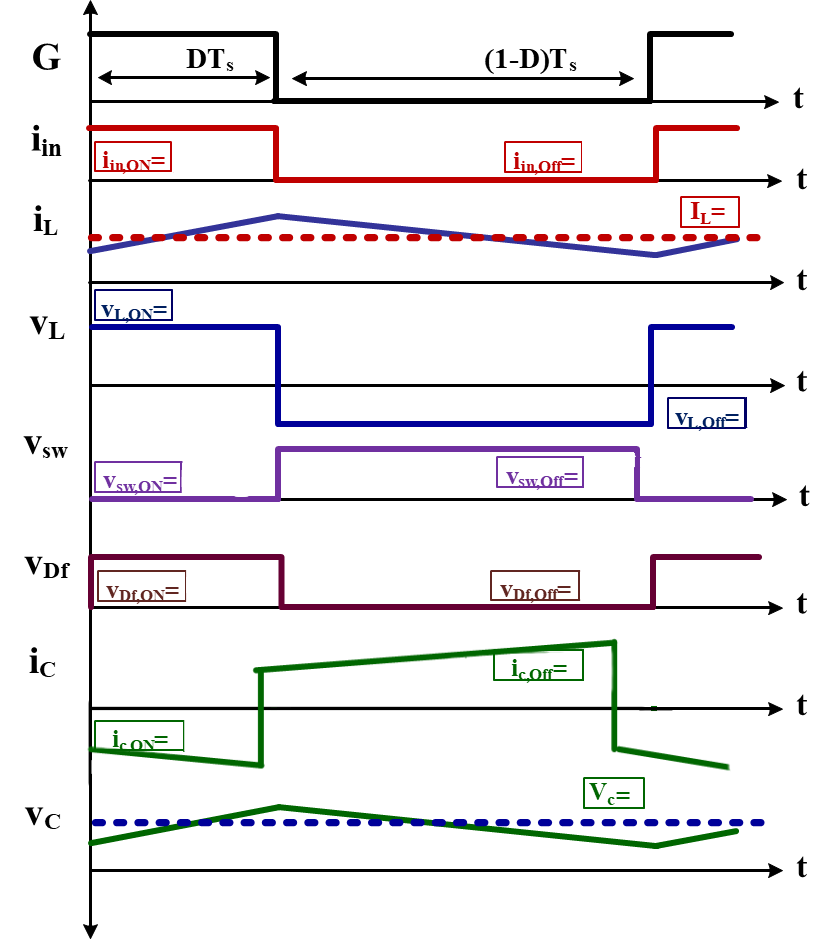 G
DTs
(1-D)Ts
t
iin
iin,ON=
iin,Off=
t
iL
IL=
t
vL
vL,ON=
t
vL,Off=
vsw
vsw,ON=
vsw,Off=
t
vDf
vDf,ON=
vDf,Off=
t
iC
ic,Off=
t
ic,ON=
Vc=
vC
t